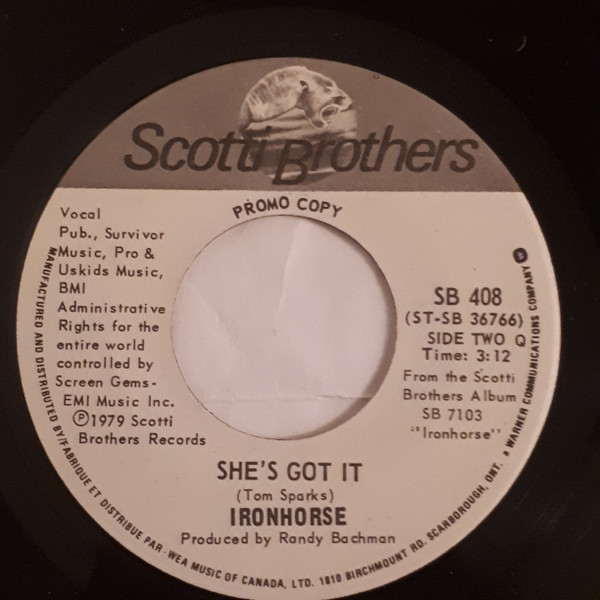 Scotti Brothers
PROMO COPY
Vocal
Pub., Survivor
Music, Pro &
Uskids Music,
BMI
Administrative
Rights for the
entire world
controlled by
Screen Gems-
EMI Music Inc.
Ⓟ1979 Scotti
Brothers Records
SB 408
(ST-SB 36766)
SIDE TWO Q
Time: 3:12
From the Scotti
Brothers Album
SB 7103
"Ironhorse"
SHE'S GOT IT
(Tom Sparks)
IRONHORSE
Produced by Randy Bachman
MANUFACTURED AND DISTRIBUTED BY/FABRIQUE ET DISTRIBUE PAR-WEA MUSIC OF CANADA, LTD. 1810 BIRCHMOUNT RD. SCARBOROUGH, ONT. a WARNER COMMUNICATIONS COMPANY